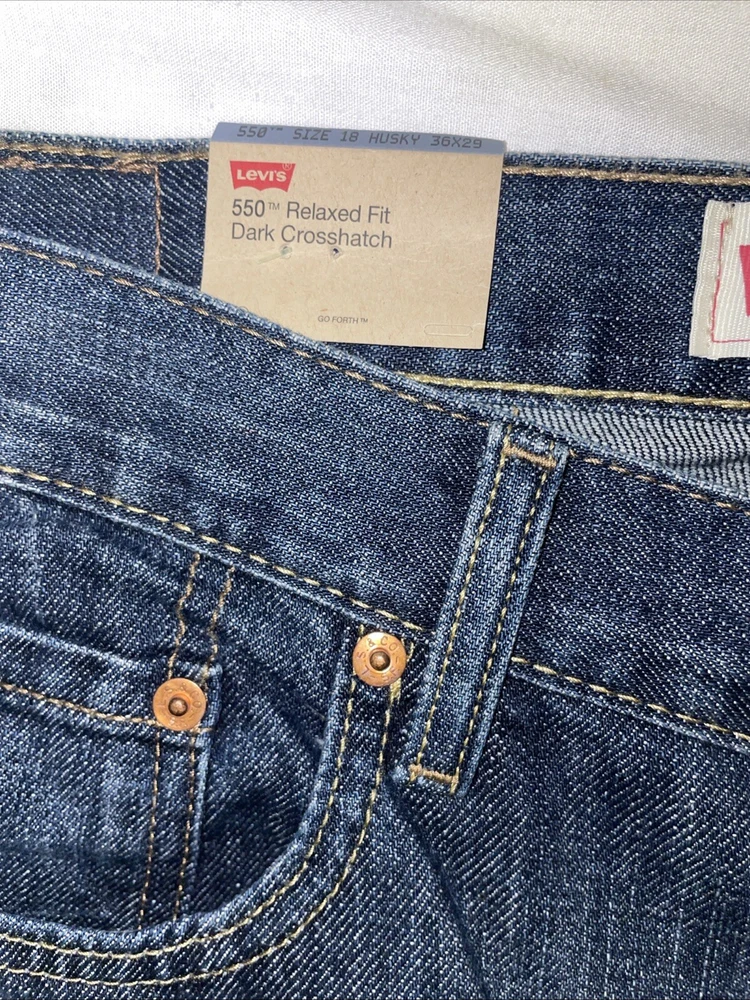 550™ SIZE 18 HUSKY 36X29
LEVI'S®
550™ Relaxed Fit
Dark Crosshatch
GO FORTH™